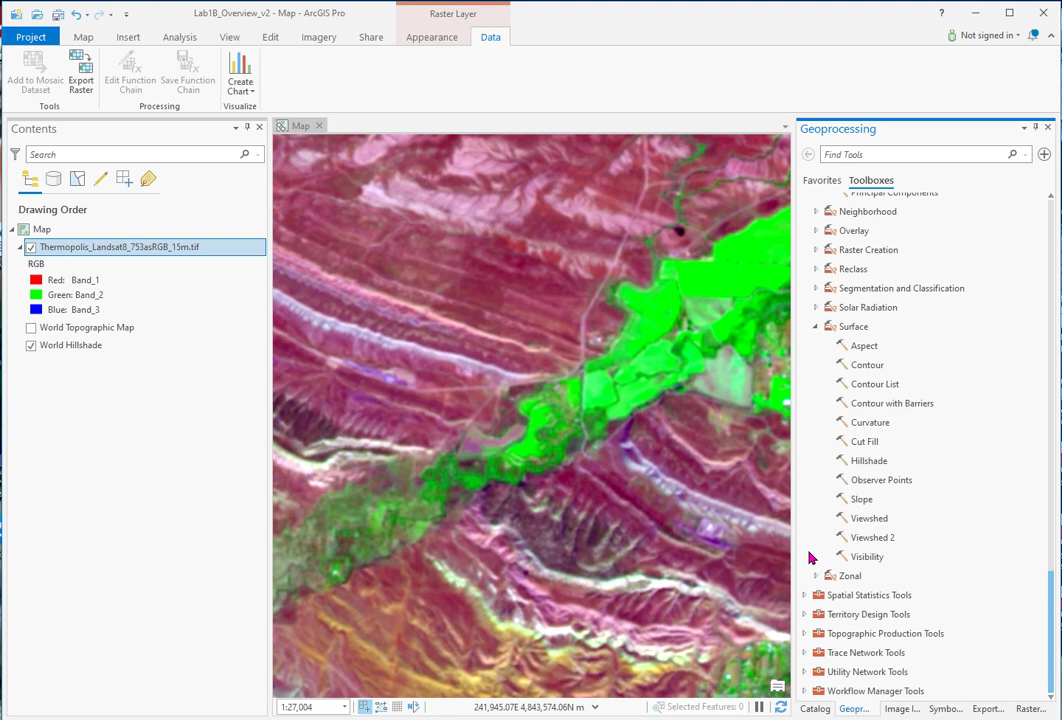 Lab1B_Overview_v2 - Map - ArcGIS Pro
Raster Layer
?
Project
Map
Insert
Analysis
View
Edit
Imagery
Share
Appearance
Data
Not signed in
Add to Mosaic
Dataset
Export
Raster
Edit Function
Chain
Save Function
Chain
Create
Chart
Tools
Processing
Visualize
Contents
Search
Drawing Order
Map
Thermopolis_Landsat8_753asRGB_15m.tif
RGB
Red: Band_1
Green: Band_2
Blue: Band_3
World Topographic Map
World Hillshade
Map
1:27,004
241,945.07E 4,843,574.06N
Selected Features: 0
Geoprocessing
Find Tools
Favorites
Toolboxes
Principal Components
Neighborhood
Overlay
Raster Creation
Reclass
Segmentation and Classification
Solar Radiation
Surface
Aspect
Contour
Contour List
Contour with Barriers
Curvature
Cut Fill
Hillshade
Observer Points
Slope
Viewshed
Viewshed 2
Visibility
Zonal
Spatial Statistics Tools
Territory Design Tools
Topographic Production Tools
Trace Network Tools
Utility Network Tools
Workflow Manager Tools
Catalog
Geopr...
Image I...
Symbo...
Export...
Raster...